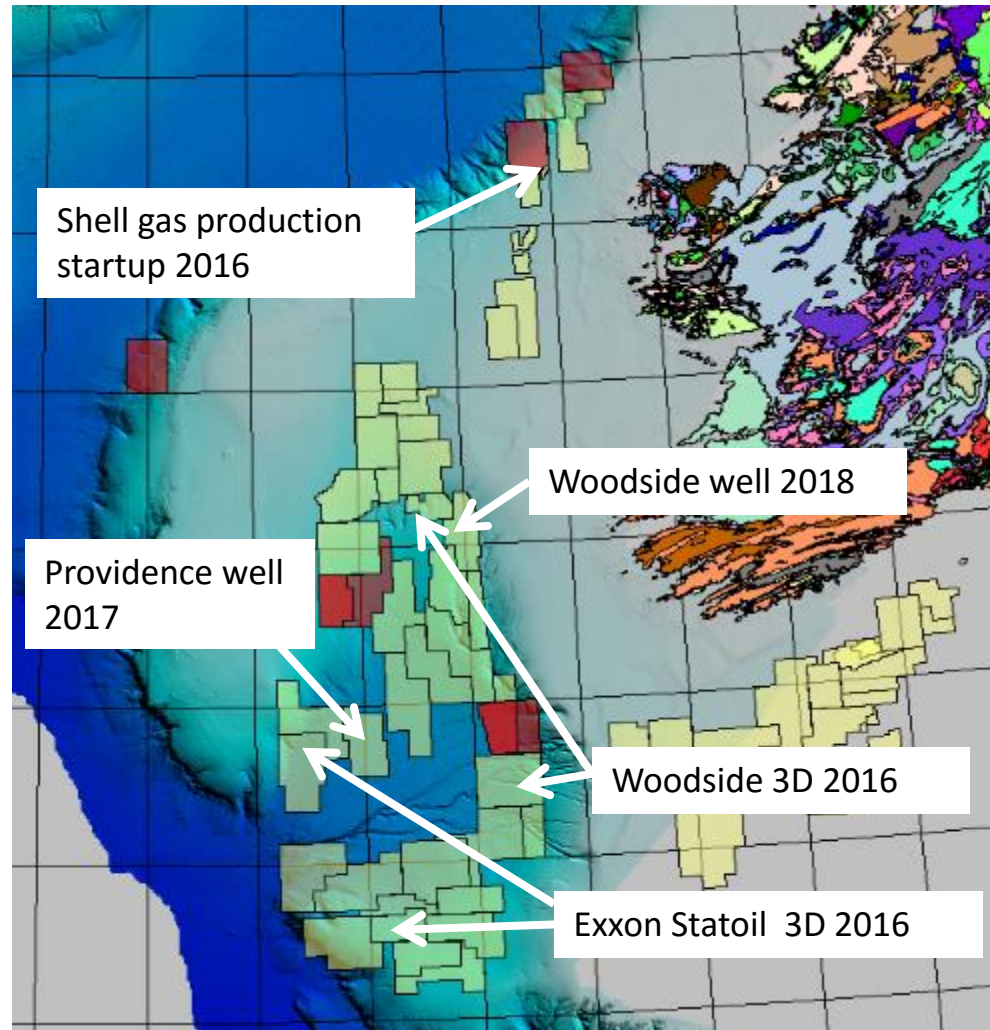 Shell gas production
startup 2016
Woodside well 2018
Providence well
2017
Woodside 3D 2016
Exxon Statoil  3D 2016